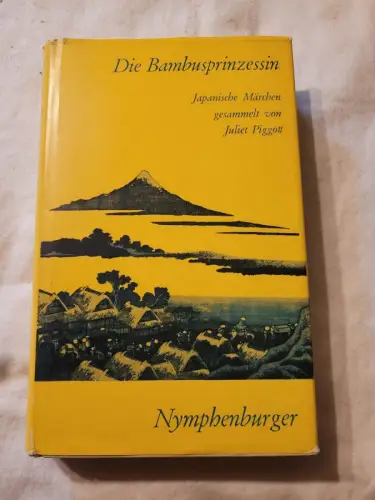 Die Bambusprinzessin
Japanische Märchen
gesammelt von
Juliet Piggott
Nymphenburger